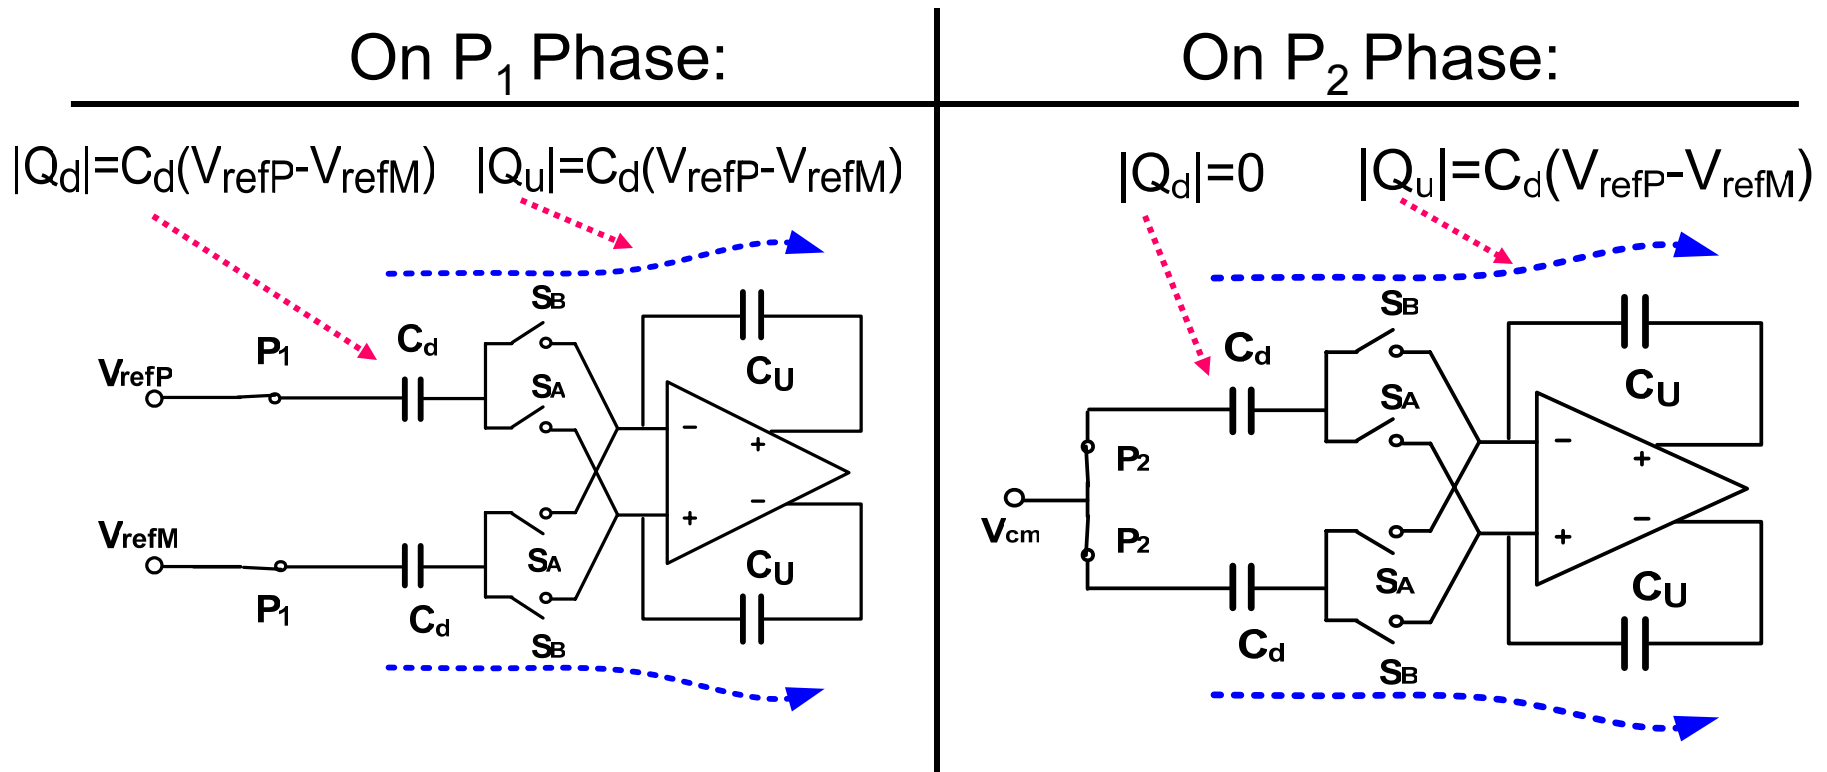 On P1 Phase:
|Qd|=Cd(VrefP-VrefM)
|Qu|=Cd(VrefP-VrefM)
SB
Cd
P1
VrefP
SA
CU
-
+
VrefM
-
+
SA
CU
P1
Cd
SB
On P2 Phase:
|Qd|=0
|Qu|=Cd(VrefP-VrefM)
SB
Cd
SA
CU
-
+
P2
Vcm
P2
-
+
SA
CU
Cd
SB